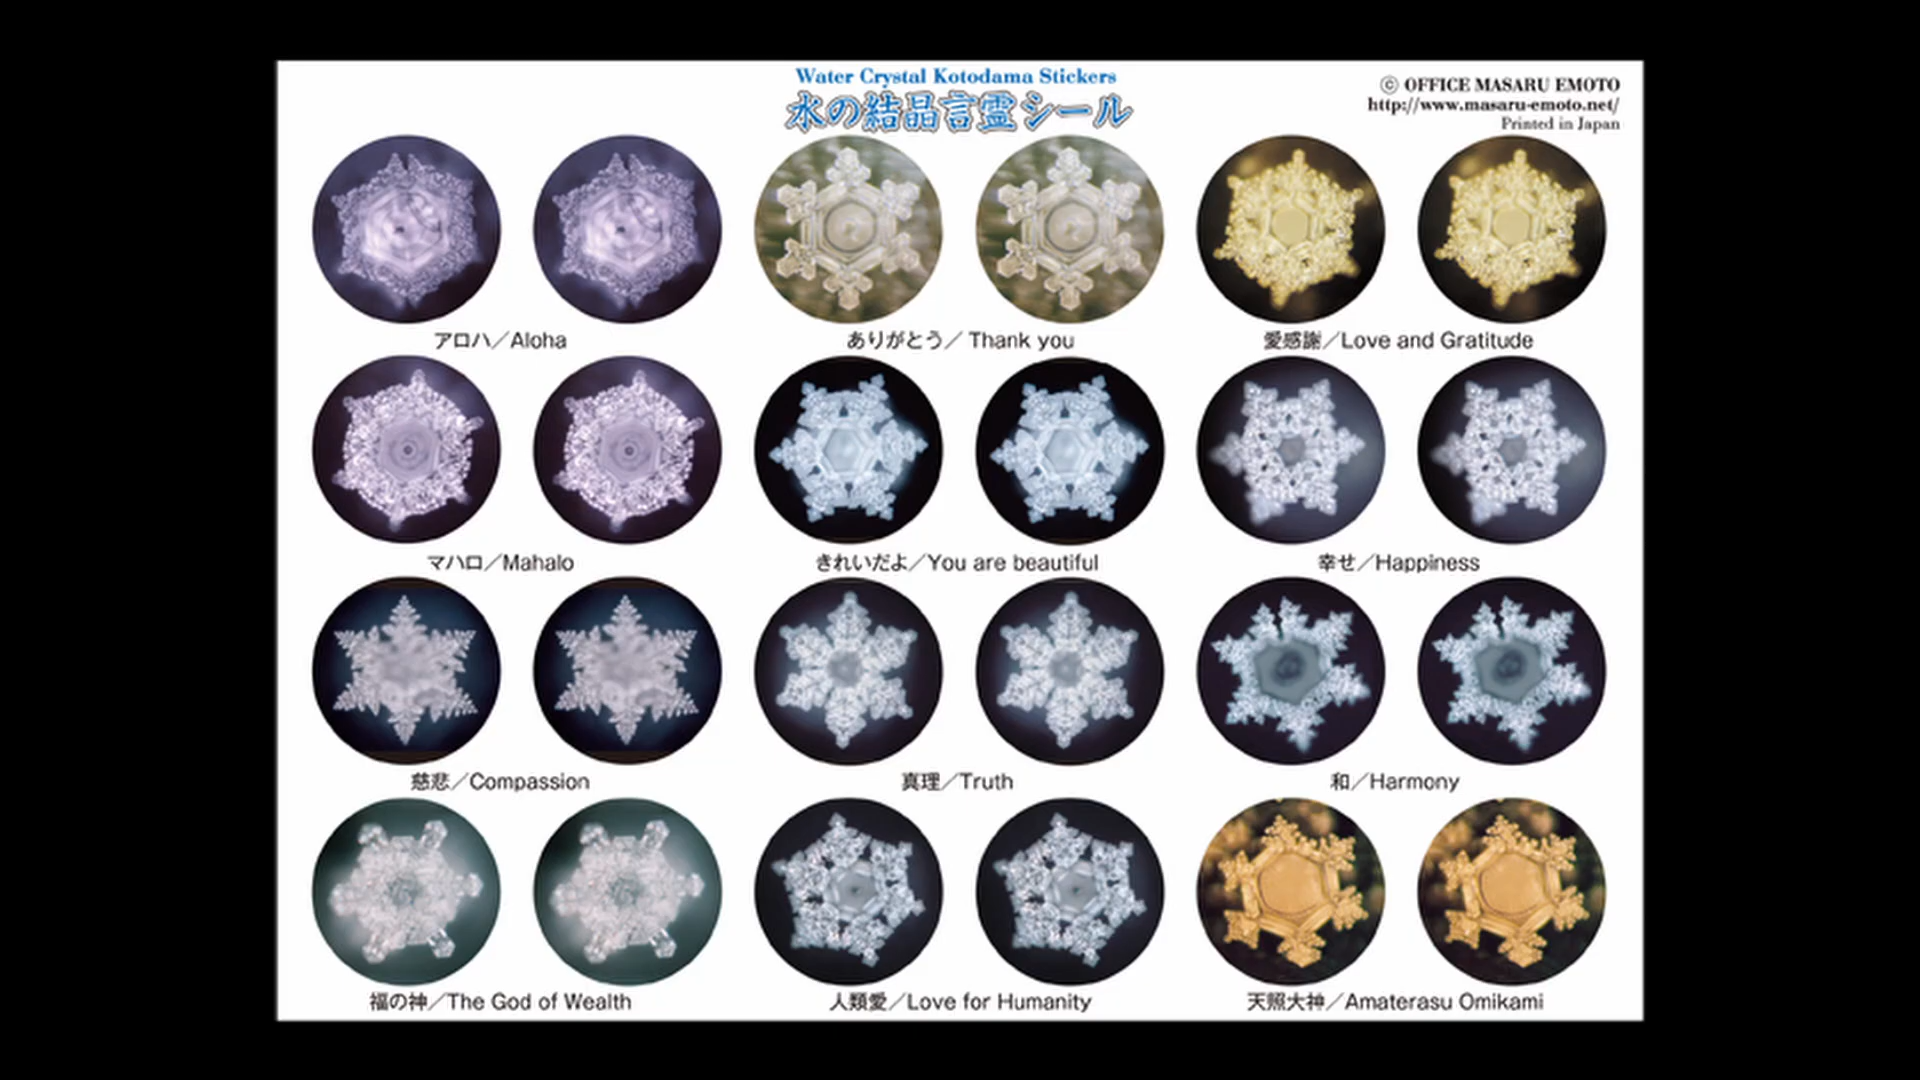 Water Crystal Kotodama Stickers
水の結晶言霊シール
© OFFICE MASARU EMOTO
http://www.masaru-emoto.net/
Printed in Japan
アロハ／Aloha
ありがとう／Thank you
愛感謝／Love and Gratitude
マハロ／Mahalo
きれいだよ／You are beautiful
幸せ／Happiness
慈悲／Compassion
真理／Truth
和／Harmony
福の神／The God of Wealth
人類愛／Love for Humanity
天照大神／Amaterasu Omikami